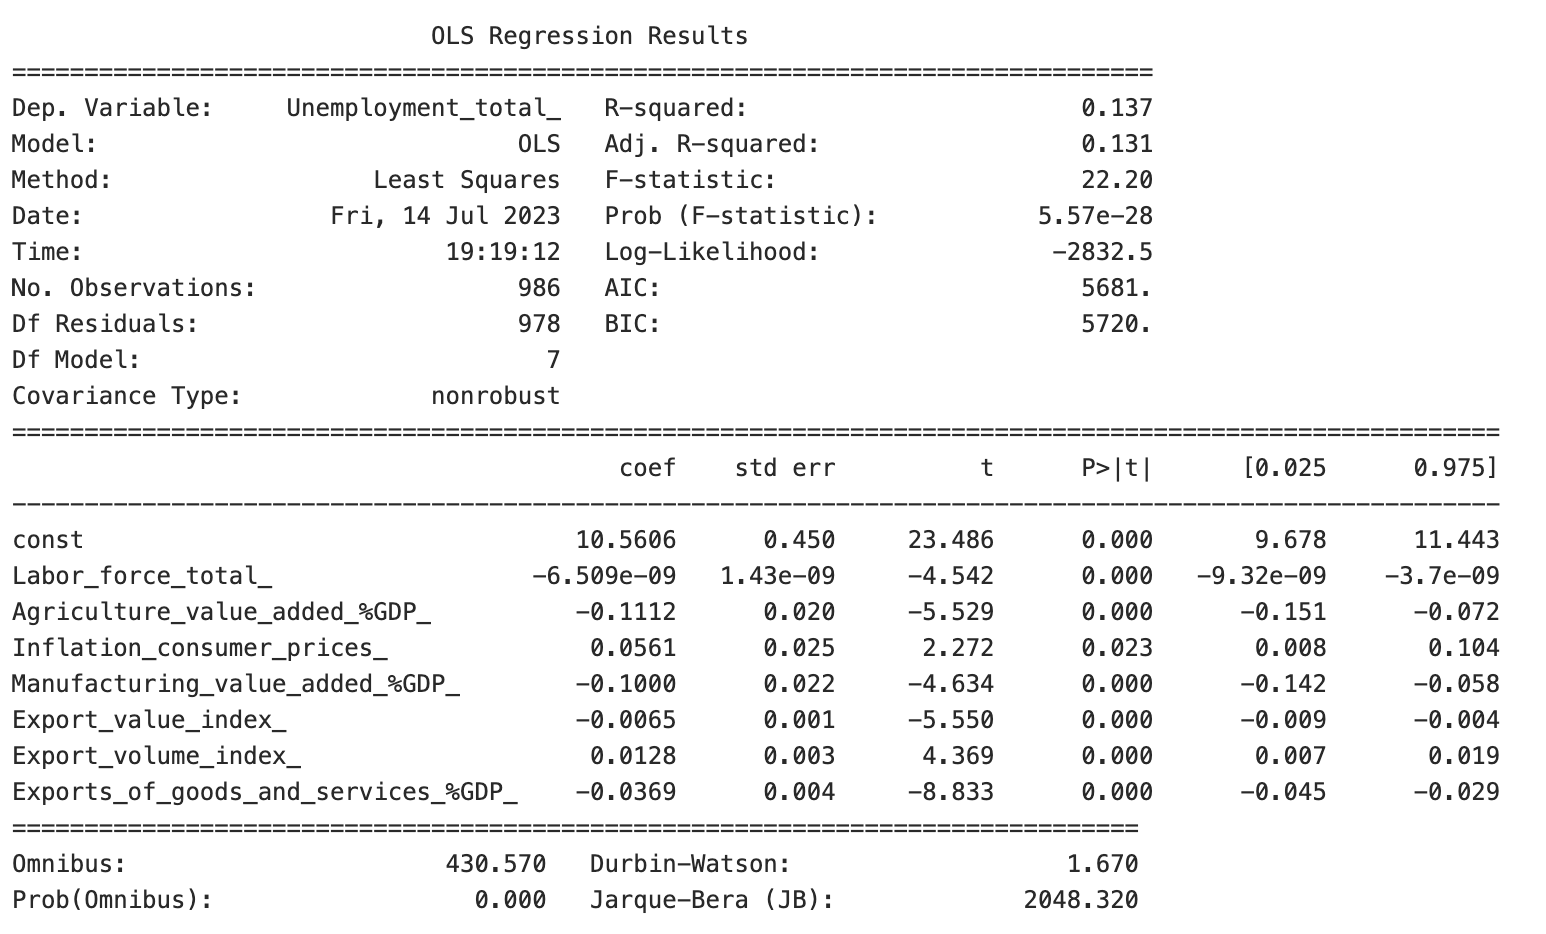 OLS Regression Results
==============================================================================
Dep. Variable:     Unemployment_total_   R-squared:                       0.137
Model:                             OLS   Adj. R-squared:                  0.131
Method:                  Least Squares   F-statistic:                     22.20
Date:                 Fri, 14 Jul 2023   Prob (F-statistic):           5.57e-28
Time:                         19:19:12   Log-Likelihood:                -2832.5
No. Observations:                  986   AIC:                             5681.
Df Residuals:                      978   BIC:                             5720.
Df Model:                            7
Covariance Type:             nonrobust
=======================================================================================================
                                          coef    std err          t      P>|t|      [0.025      0.975]
-------------------------------------------------------------------------------------------------------
const                                  10.5606      0.450     23.486      0.000       9.678      11.443
Labor_force_total_                  -6.509e-09   1.43e-09     -4.542      0.000   -9.32e-09    -3.7e-09
Agriculture_value_added_%GDP_          -0.1112      0.020     -5.529      0.000      -0.151      -0.072
Inflation_consumer_prices_              0.0561      0.025      2.272      0.023       0.008       0.104
Manufacturing_value_added_%GDP_        -0.1000      0.022     -4.634      0.000      -0.142      -0.058
Export_value_index_                    -0.0065      0.001     -5.550      0.000      -0.009      -0.004
Export_volume_index_                    0.0128      0.003      4.369      0.000       0.007       0.019
Exports_of_goods_and_services_%GDP_    -0.0369      0.004     -8.833      0.000      -0.045      -0.029
==============================================================================
Omnibus:                      430.570   Durbin-Watson:                   1.670
Prob(Omnibus):                  0.000   Jarque-Bera (JB):             2048.320